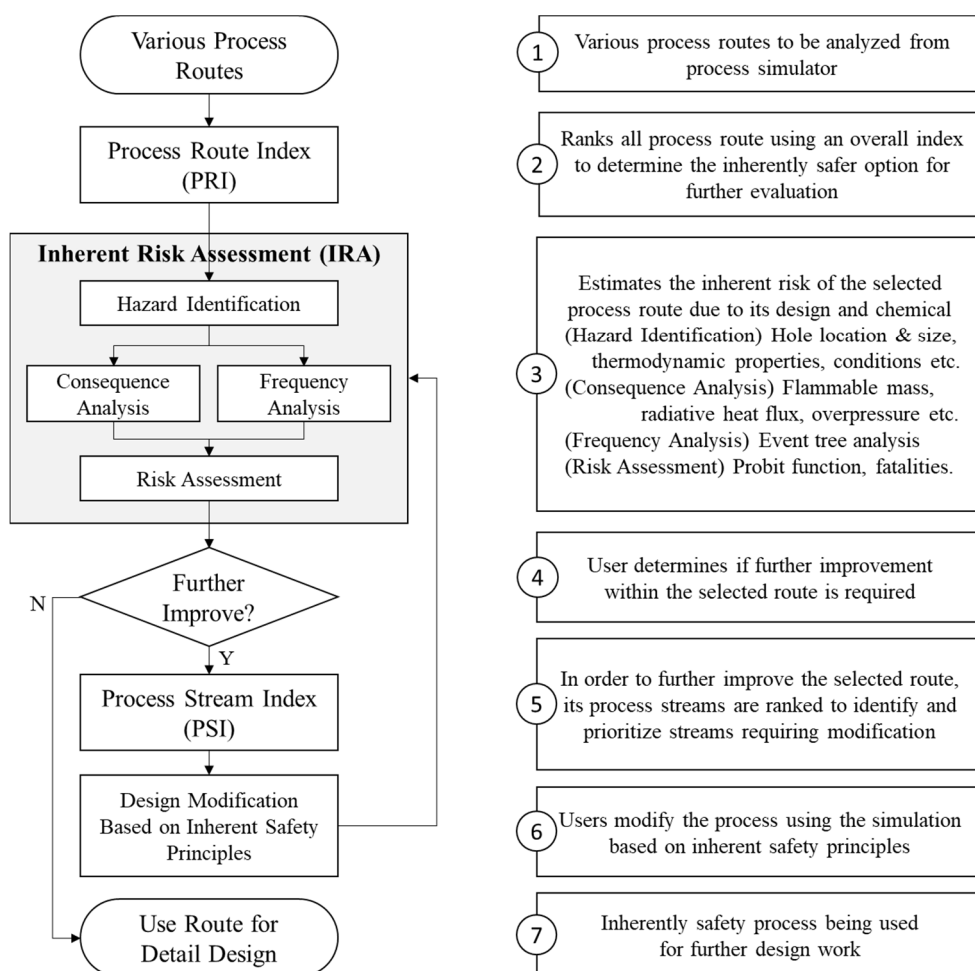 Various Process
Routes
Process Route Index
(PRI)
Inherent Risk Assessment (IRA)
Hazard Identification
Consequence
Analysis
Frequency
Analysis
Risk Assessment
Further
Improve?
N
Y
Process Stream Index
(PSI)
Design Modification
Based on Inherent Safety
Principles
Use Route for
Detail Design
1
Various process routes to be analyzed from
process simulator
2
Ranks all process route using an overall index
to determine the inherently safer option for
further evaluation
3
Estimates the inherent risk of the selected
process route due to its design and chemical
(Hazard Identification) Hole location & size,
thermodynamic properties, conditions etc.
(Consequence Analysis) Flammable mass,
radiative heat flux, overpressure etc.
(Frequency Analysis) Event tree analysis
(Risk Assessment) Probit function, fatalities.
4
User determines if further improvement
within the selected route is required
5
In order to further improve the selected route,
its process streams are ranked to identify and
prioritize streams requiring modification
6
Users modify the process using the simulation
based on inherent safety principles
7
Inherently safety process being used
for further design work